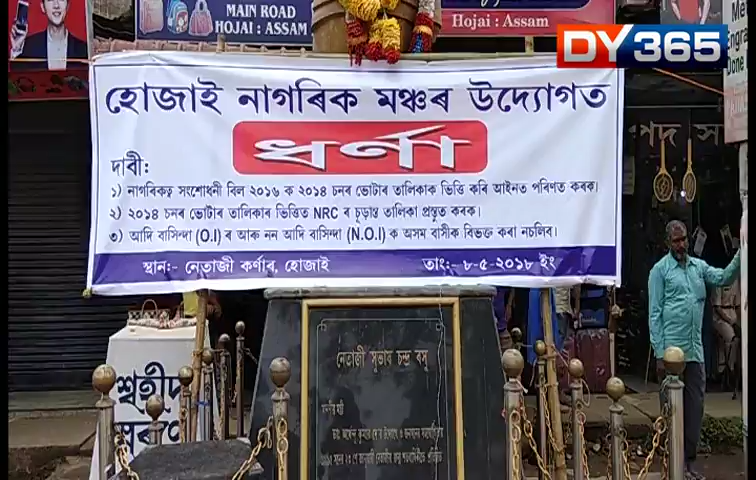 MAIN ROAD
HOJAI : ASSAM
Hojai : Assam
DY365
হোজাই নাগৰিক মঞ্চৰ উদ্যোগত
ধৰ্ণা
দাবী:
১) নাগৰিকত্ব সংশোধনী বিল ২০১৬ ক ২০১৪ চনৰ ভোটাৰ তালিকাক ভিত্তি কৰি আইনত পৰিণত কৰক।
২) ২০১৪ চনৰ ভোটাৰ তালিকাৰ ভিত্তিত NRC ৰ চূড়ান্ত তালিকা প্ৰস্তুত কৰক।
৩) আদি বাসিন্দা (O.I) ৰ আৰু নন আদি বাসিন্দা (N.O.I) ক অসম বাসীক বিভক্ত কৰা নচলিব।
স্থান:- নেতাজী কৰ্ণাৰ, হোজাই তাং:- ৮-৫-২০১৮ ইং
নেতাজী সুভাষ চন্দ্ৰ বসু
শ্বহীদ